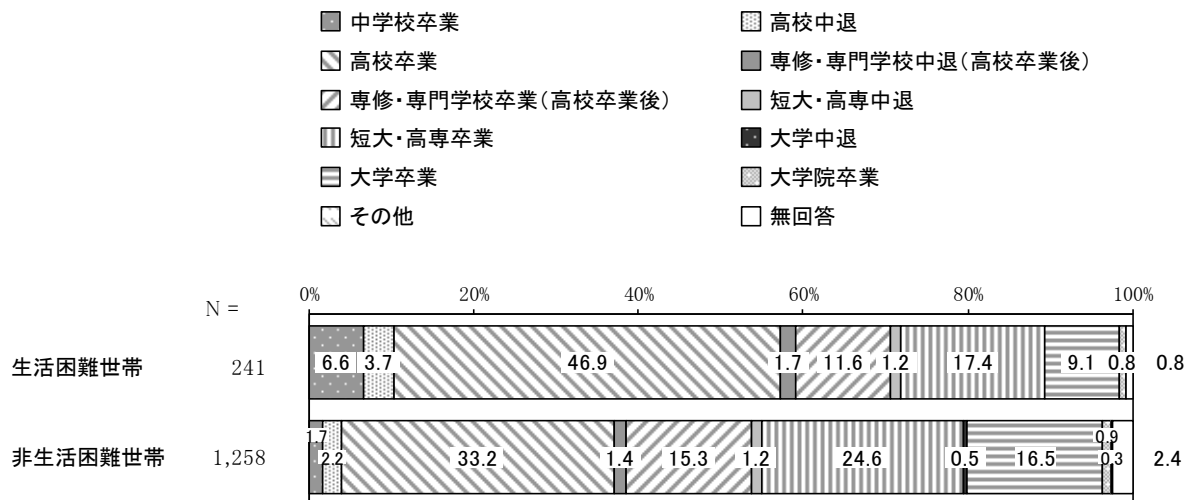 中学校卒業 高校中退
高校卒業 専修・専門学校中退(高校卒業後)
専修・専門学校卒業(高校卒業後) 短大・高専中退
短大・高専卒業 大学中退
大学卒業 大学院卒業
その他 無回答
N = 0% 20% 40% 60% 80% 100%
生活困難世帯 241 6.6 3.7 46.9 1.7 11.6 1.2 17.4 9.1 0.8 0.8
非生活困難世帯 1,258 1.7 2.2 33.2 1.4 15.3 1.2 24.6 0.5 16.5 0.9 0.3 2.4